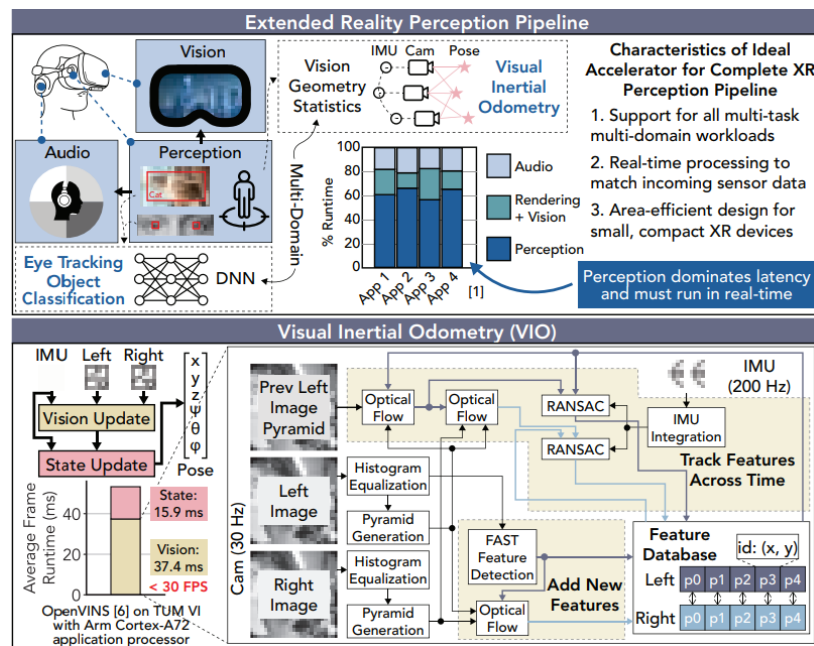 Extended Reality Perception Pipeline
Vision
Audio
Perception
Cat
Eye Tracking
Object
Classification
DNN
Multi-Domain
Vision
Geometry
Statistics
IMU Cam Pose
Visual
Inertial
Odometry
% Runtime
100
80
60
40
20
0
App 1
App 2
App 3
App 4
[1]
Audio
Rendering
+ Vision
Perception
Characteristics of Ideal
Accelerator for Complete XR
Perception Pipeline
1. Support for all multi-task
multi-domain workloads
2. Real-time processing to
match incoming sensor data
3. Area-efficient design for
small, compact XR devices
Perception dominates latency
and must run in real-time
Visual Inertial Odometry (VIO)
IMU Left Right
Vision Update
State Update
x
y
z
Ψ
θ
φ
Pose
Average Frame
Runtime (ms)
40
20
0
State:
15.9 ms
Vision:
37.4 ms
< 30 FPS
OpenVINS [6] on TUM VI
with Arm Cortex-A72
application processor
Cam (30 Hz)
Prev Left
Image
Pyramid
Left
Image
Right
Image
Optical
Flow
Optical
Flow
RANSAC
RANSAC
IMU
(200 Hz)
IMU
Integration
Track Features
Across Time
Histogram
Equalization
Pyramid
Generation
Histogram
Equalization
Pyramid
Generation
FAST
Feature
Detection
Optical
Flow
Add New
Features
Feature
Database
id: (x, y)
Left p0 p1 p2 p3 p4
Right p0 p1 p2 p3 p4